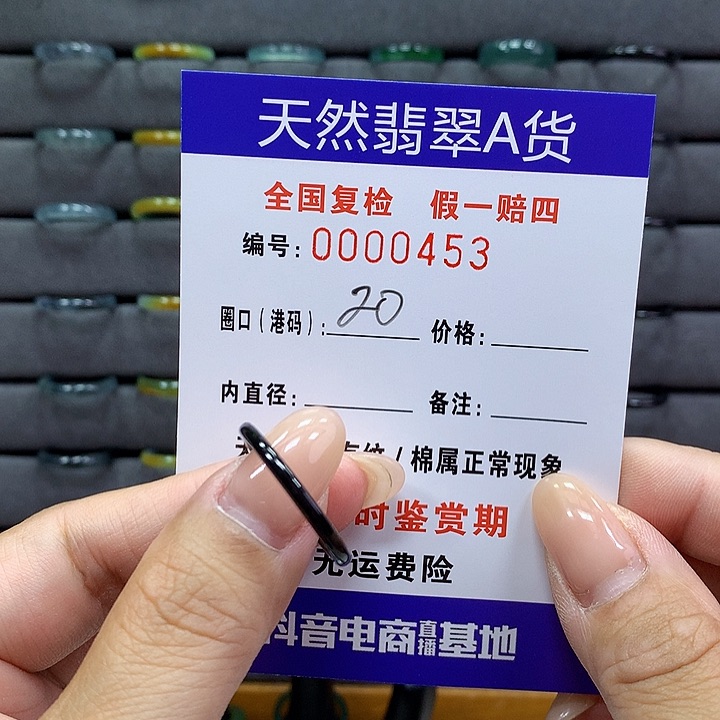 天然翡翠A货
全国复检 假一赔四
编号: 0000453
圈口(港码): 20 价格:
内直径: 备注:
纹/棉属正常现象
时鉴赏期
无运费险
抖音电商直播基地